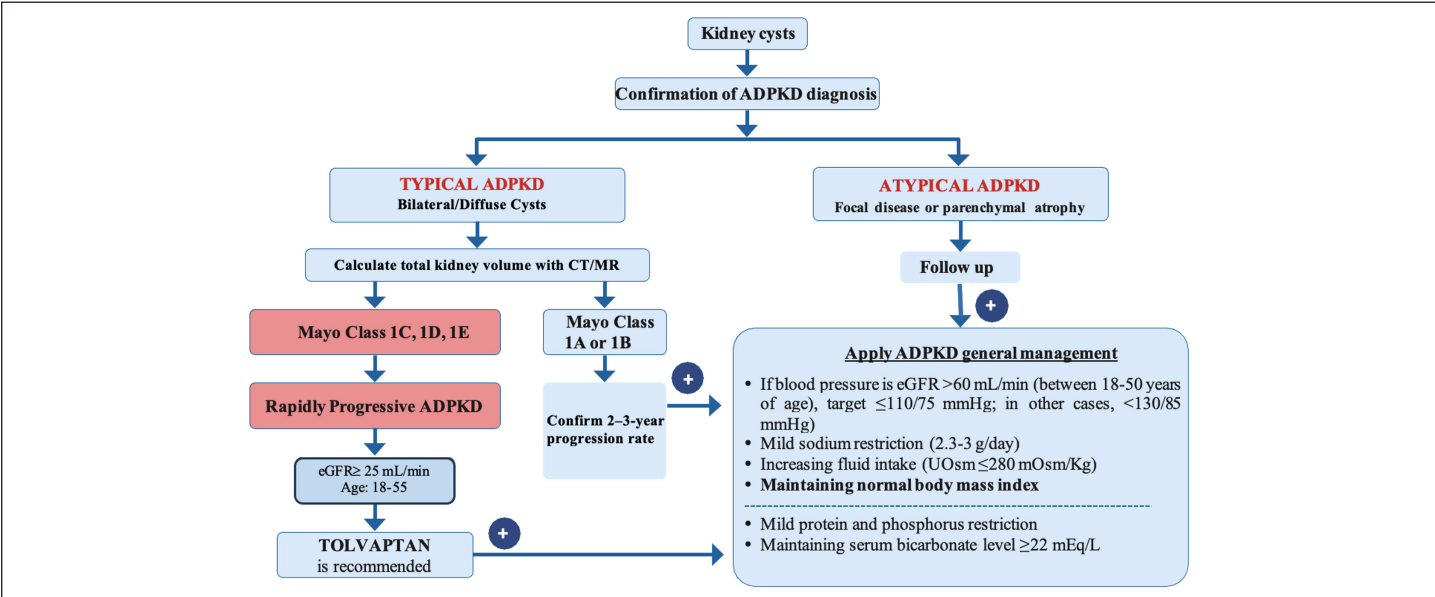 Kidney cysts
Confirmation of ADPKD diagnosis
TYPICAL ADPKD
Bilateral/Diffuse Cysts
ATYPICAL ADPKD
Focal disease or parenchymal atrophy
Calculate total kidney volume with CT/MR
Follow up
+
Mayo Class 1C, 1D, 1E
Mayo Class
1A or 1B
Rapidly Progressive ADPKD
Confirm 2–3-year
progression rate
+
eGFR≥ 25 mL/min
Age: 18-55
TOLVAPTAN
is recommended
+
Apply ADPKD general management
• If blood pressure is eGFR >60 mL/min (between 18-50 years
of age), target ≤110/75 mmHg; in other cases, <130/85
mmHg)
• Mild sodium restriction (2.3-3 g/day)
• Increasing fluid intake (UOsm ≤280 mOsm/Kg)
• Maintaining normal body mass index
• Mild protein and phosphorus restriction
• Maintaining serum bicarbonate level ≥22 mEq/L